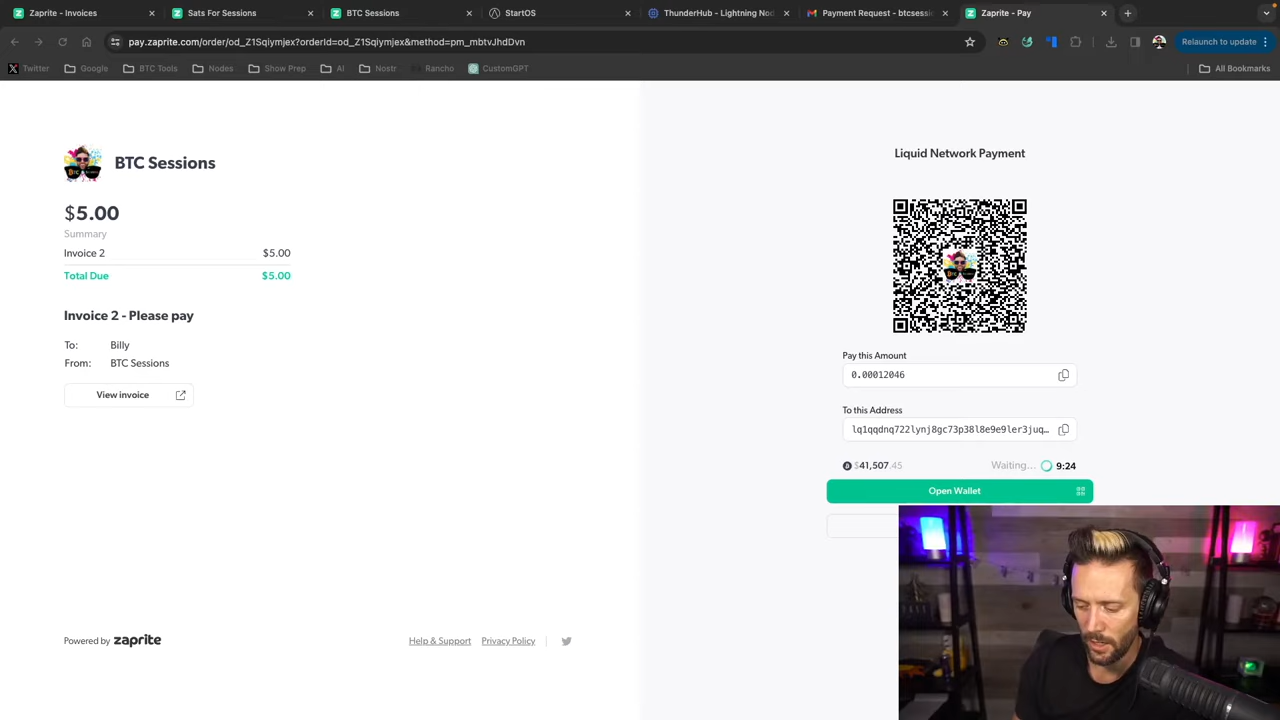 Zaprite - Invoices
Sats For Sessions
BTC Sessions
StartOS
ThunderHub - Lightning Nod
Payment Request - btcsessi
Zaprite - Pay
pay.zaprite.com/order/od_Z1Sqiymjex?orderId=od_Z1Sqiymjex&method=pm_mbtvJhdDvn
Relaunch to update
Twitter
Google
BTC Tools
Nodes
Show Prep
AI
Nostr
Rancho
CustomGPT
All Bookmarks
BTC Sessions
$5.00
Summary
Invoice 2 $5.00
Total Due $5.00
Invoice 2 - Please pay
To: Billy
From: BTC Sessions
View invoice
Powered by zaprite
Help & Support
Privacy Policy
Liquid Network Payment
Pay this Amount
0.00012046
To this Address
lq1qqdnq722lynj8gc73p38l8e9e9ler3juq…
$41,507.45
Waiting... 9:24
Open Wallet